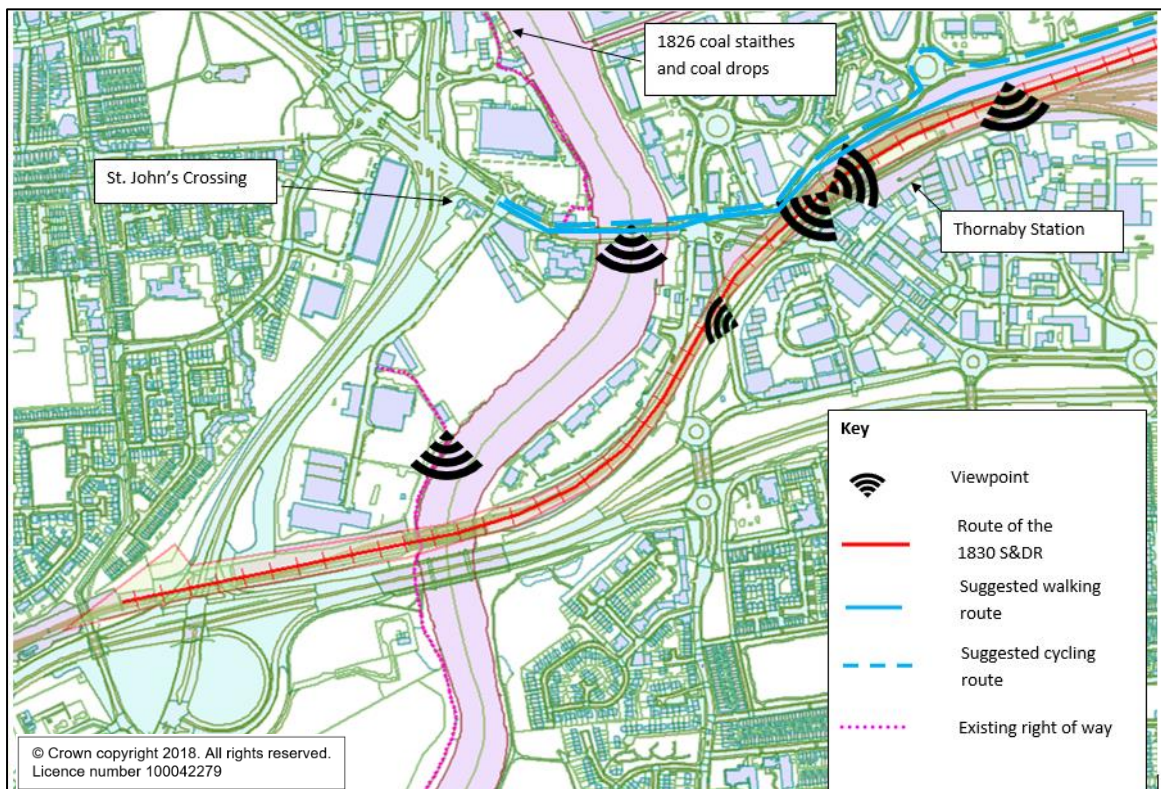 1826 coal staithes
and coal drops
St. John's Crossing
Thornaby Station
Key
Viewpoint
Route of the
1830 S&DR
Suggested walking
route
Suggested cycling
route
Existing right of way
© Crown copyright 2018. All rights reserved.
Licence number 100042279